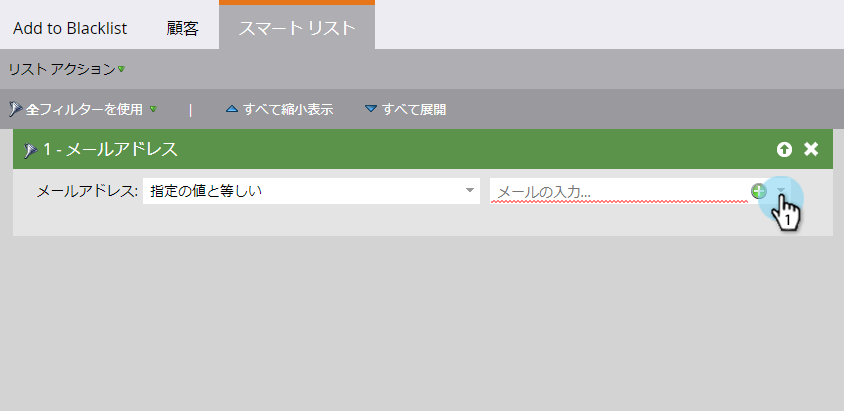 Add to Blacklist 顧客 スマート リスト
リスト アクション
全フィルターを使用 | すべて縮小表示 すべて展開
1 - メールアドレス
メールアドレス: 指定の値と等しい メールの入力...
1